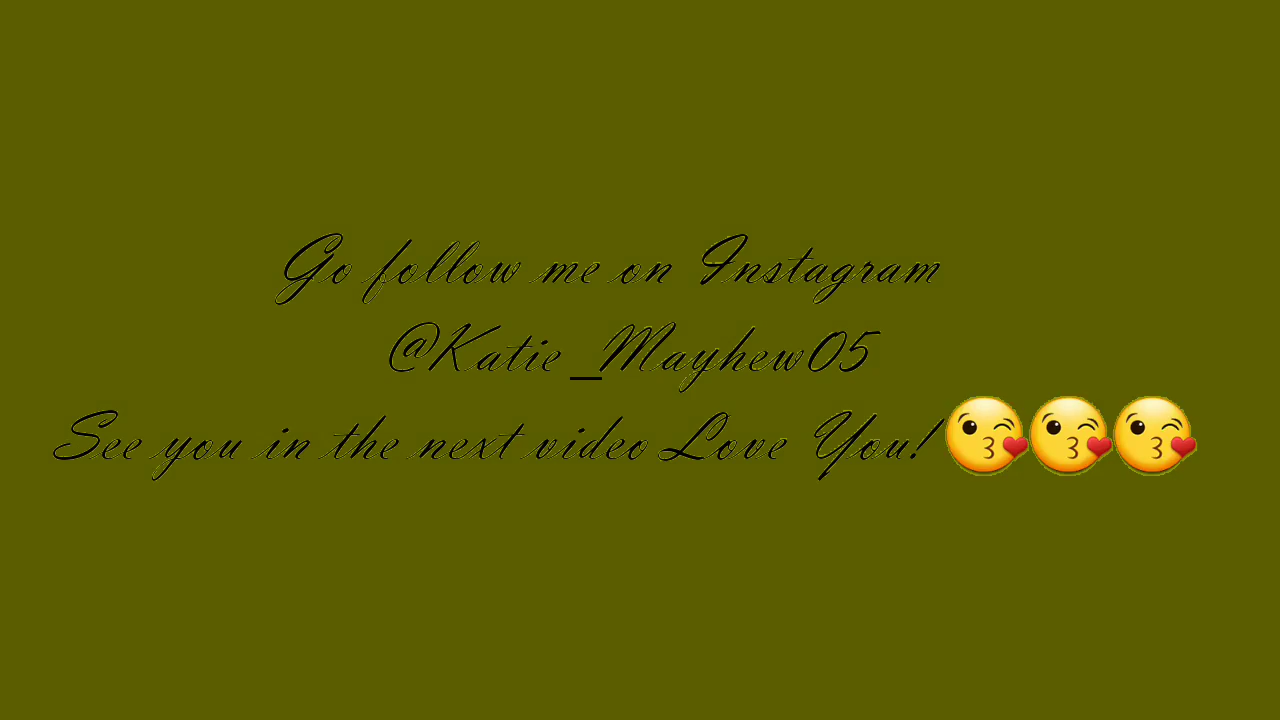 Go follow me on Instagram
@Katie_Mayhew05
See you in the next video Love You!😘😘😘